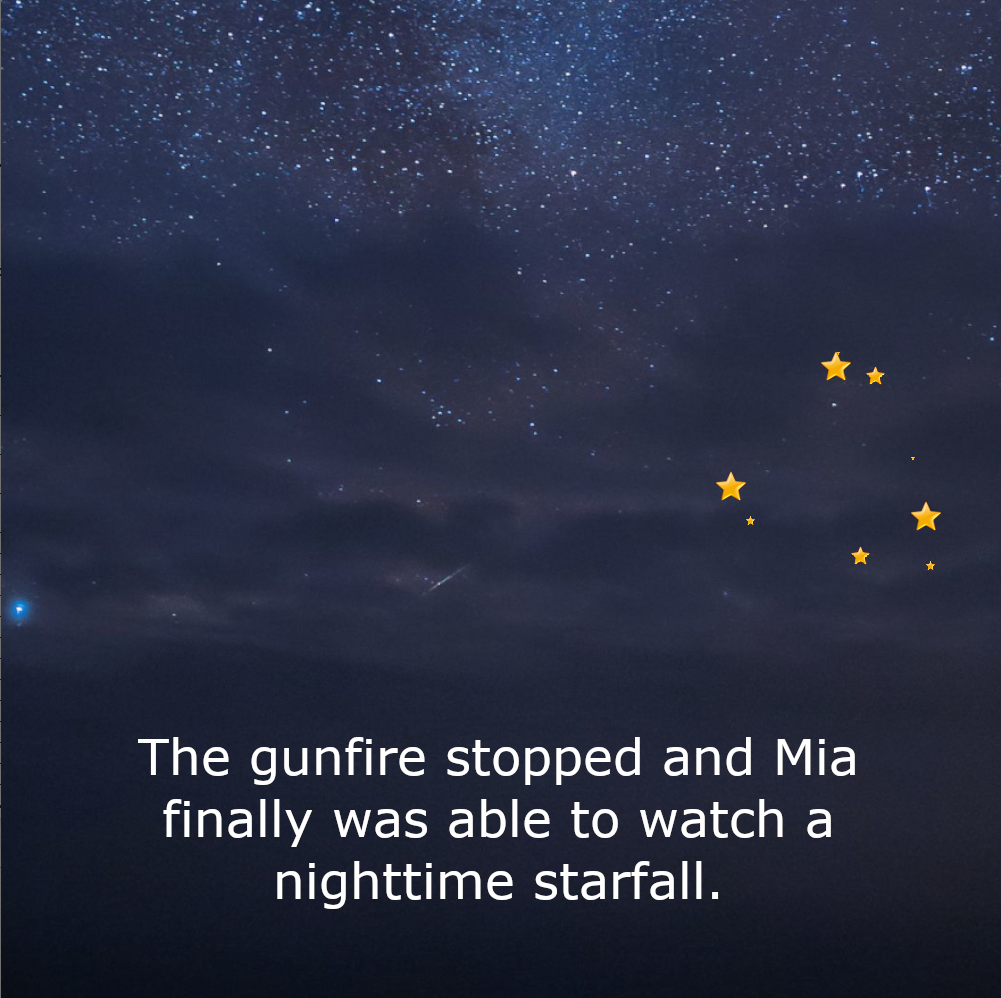 The gunfire stopped and Mia
finally was able to watch a
nighttime starfall.